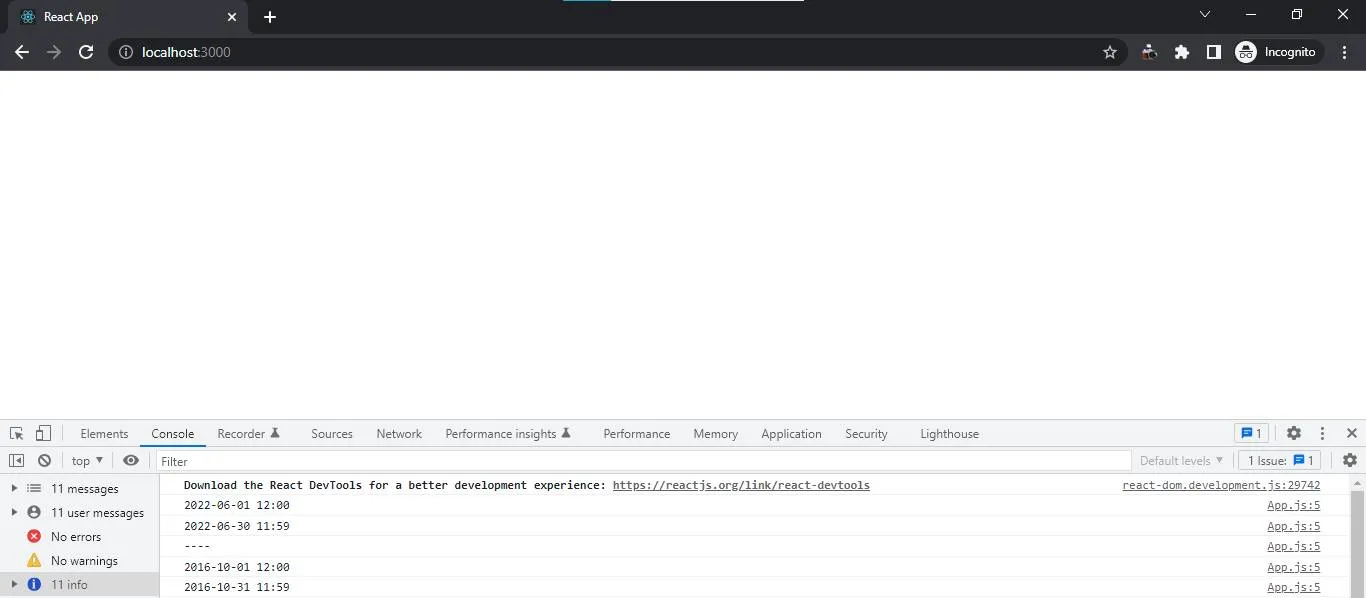 React App
localhost:3000
Incognito
Elements Console Recorder Sources Network Performance insights Performance Memory Application Security Lighthouse 1
top Filter Default levels 1 Issue: 1
11 messages
11 user messages
No errors
No warnings
11 info
Download the React DevTools for a better development experience: https://reactjs.org/link/react-devtools react-dom.development.js:29742
2022-06-01 12:00 App.js:5
2022-06-30 11:59 App.js:5
---- App.js:5
2016-10-01 12:00 App.js:5
2016-10-31 11:59 App.js:5